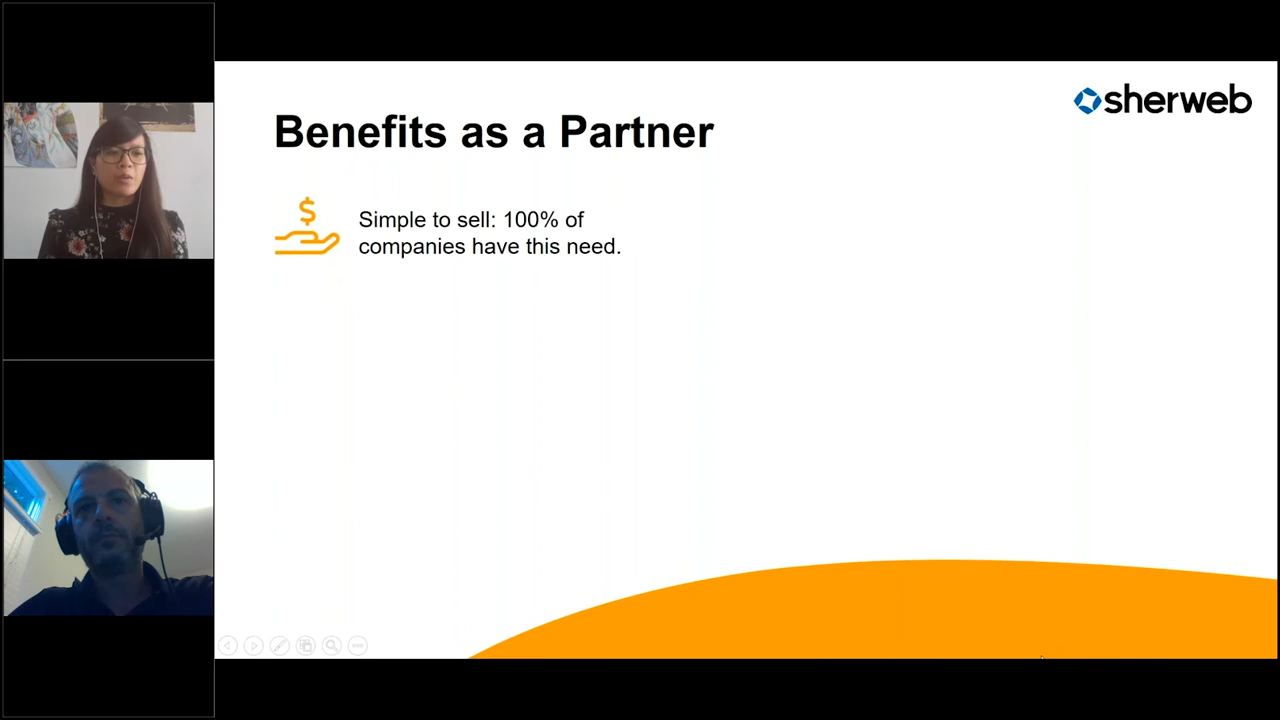 sherweb
Benefits as a Partner
Simple to sell: 100% of
companies have this need.